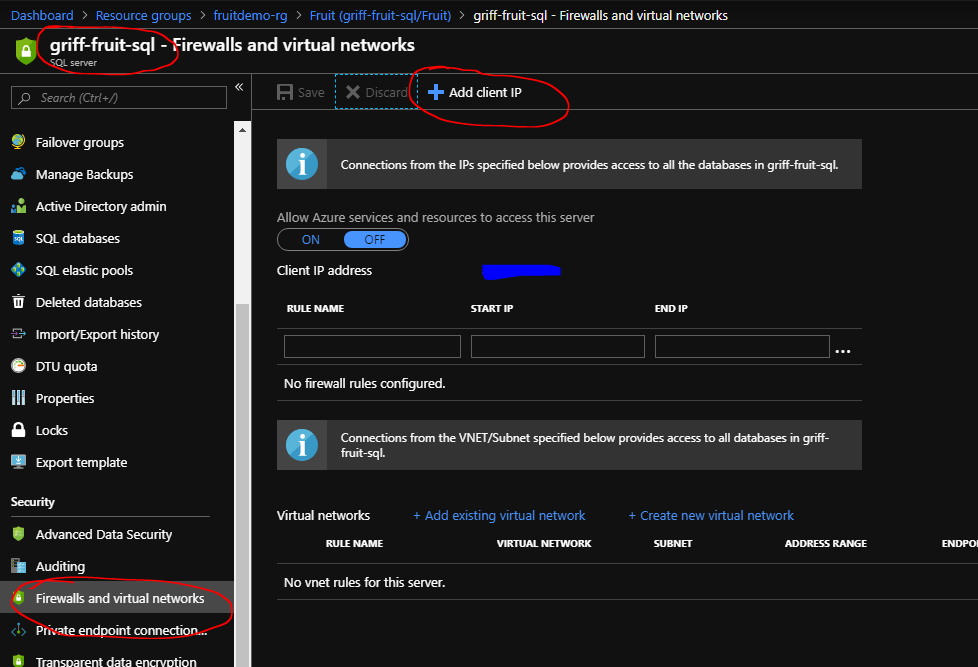 Dashboard > Resource groups > fruitdemo-rg > Fruit (griff-fruit-sql/Fruit) > griff-fruit-sql - Firewalls and virtual networks
griff-fruit-sql - Firewalls and virtual networks
SQL server
Search (Ctrl+/)
«
Failover groups
Manage Backups
Active Directory admin
SQL databases
SQL elastic pools
Deleted databases
Import/Export history
DTU quota
Properties
Locks
Export template
Security
Advanced Data Security
Auditing
Firewalls and virtual networks
Private endpoint connection...
Transparent data encryption
Save Discard + Add client IP
Connections from the IPs specified below provides access to all the databases in griff-fruit-sql.
Allow Azure services and resources to access this server
ON OFF
Client IP address
RULE NAME START IP END IP
...
No firewall rules configured.
Connections from the VNET/Subnet specified below provides access to all databases in griff-
fruit-sql.
Virtual networks + Add existing virtual network + Create new virtual network
RULE NAME VIRTUAL NETWORK SUBNET ADDRESS RANGE ENDPO
No vnet rules for this server.